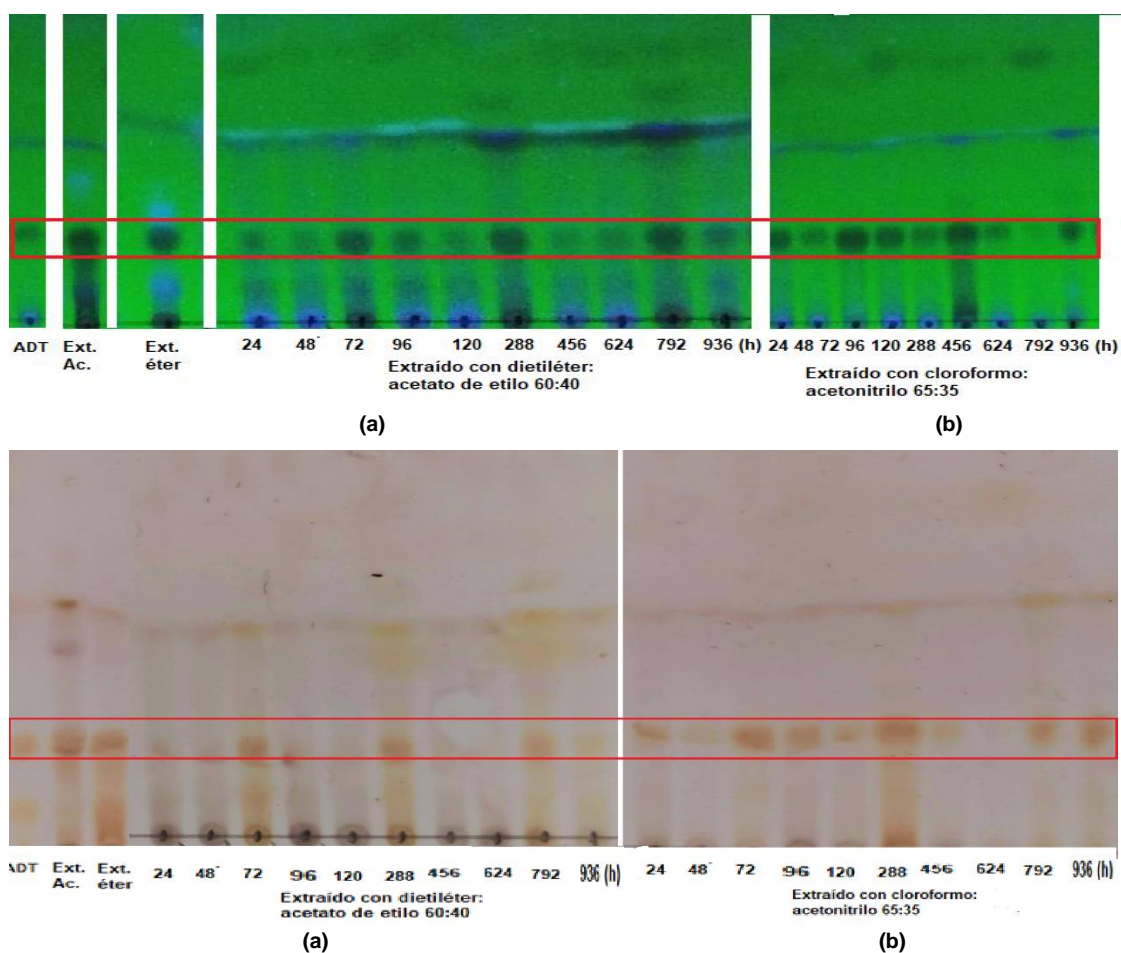 ADT
Ext.
Ac.
Ext.
éter
24 48 72 96 120 288 456 624 792 936 (h)
Extraído con dietiléter:
acetato de etilo 60:40
24 48 72 96 120 288 456 624 792 936 (h)
Extraído con cloroformo:
acetonitrilo 65:35
(a)
(b)
ADT
Ext.
Ac.
Ext.
éter
24 48 72 96 120 288 456 624 792 936 (h)
Extraído con dietiléter:
acetato de etilo 60:40
24 48 72 96 120 288 456 624 792 936 (h)
Extraído con cloroformo:
acetonitrilo 65:35
(a)
(b)